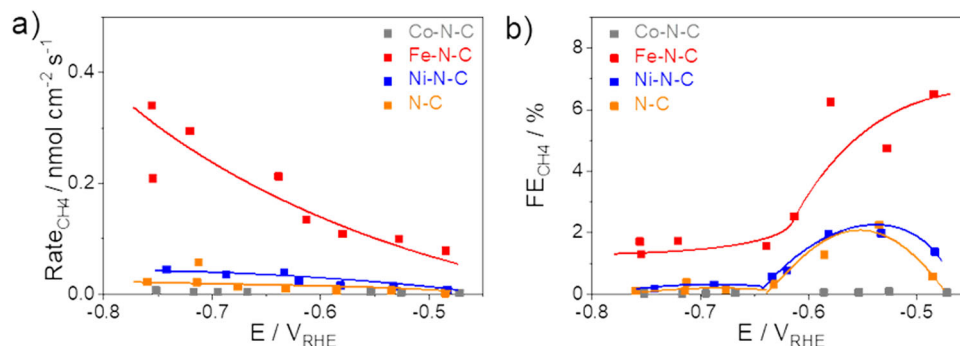 a)
Co-N-C
Fe-N-C
Ni-N-C
N-C
0.4
0.2
0.0
Rate_CH4 / nmol cm⁻² s⁻¹
-0.8
-0.7
-0.6
-0.5
E / V_RHE
b)
Co-N-C
Fe-N-C
Ni-N-C
N-C
8
6
4
2
0
FE_CH4 / %
-0.8
-0.7
-0.6
-0.5
E / V_RHE